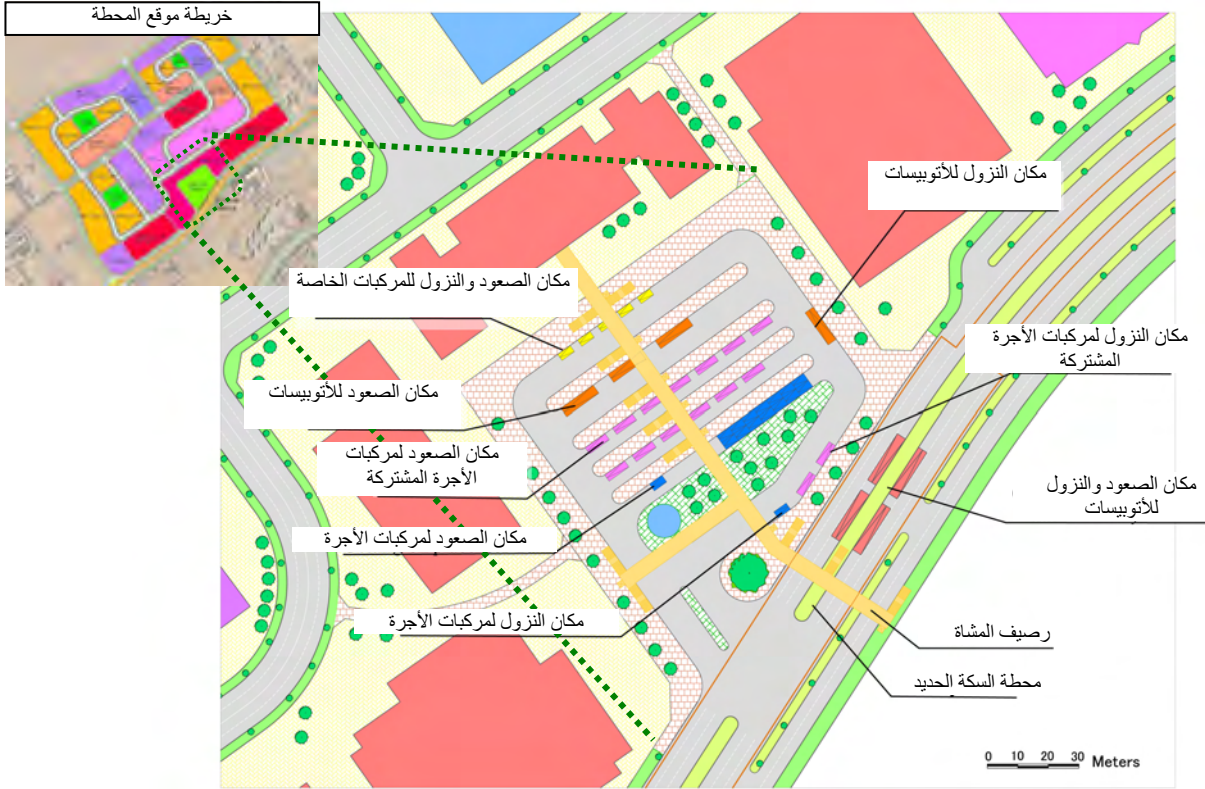 خريطة موقع المحطة
مكان النزول للأتوبيسات
مكان الصعود والنزول للمركبات الخاصة
مكان النزول لمركبات الأجرة
المشتركة
مكان الصعود للأتوبيسات
مكان الصعود لمركبات
الأجرة المشتركة
مكان الصعود والنزول
للأتوبيسات
مكان الصعود لمركبات الأجرة
مكان النزول لمركبات الأجرة
رصيف المشاة
محطة السكة الحديد
0 10 20 30 Meters